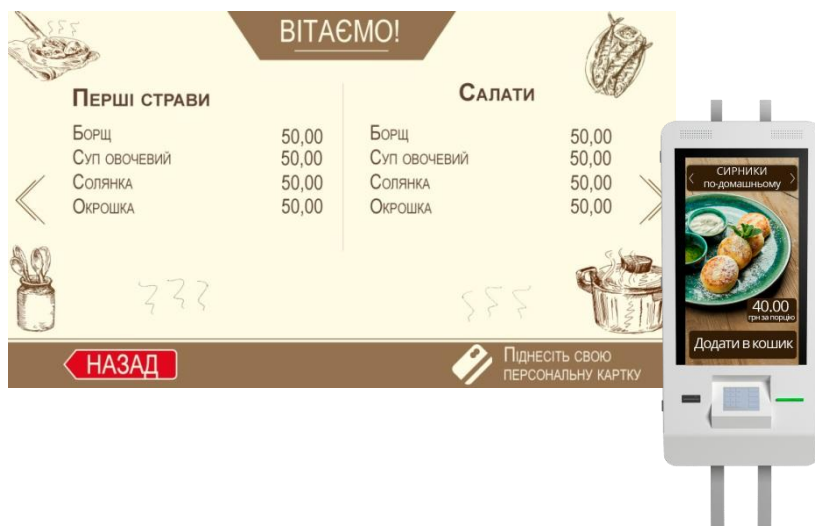 ВІТАЄМО!
ПЕРШІ СТРАВИ
БОРЩ 50,00
СУП ОВОЧЕВИЙ 50,00
СОЛЯНКА 50,00
ОКРОШКА 50,00
САЛАТИ
БОРЩ 50,00
СУП ОВОЧЕВИЙ 50,00
СОЛЯНКА 50,00
ОКРОШКА 50,00
НАЗАД
ПІДНЕСІТЬ СВОЮ
ПЕРСОНАЛЬНУ КАРТКУ
СИРНИКИ
по-домашньому
40.00
грн за порцію
Додати в кошик